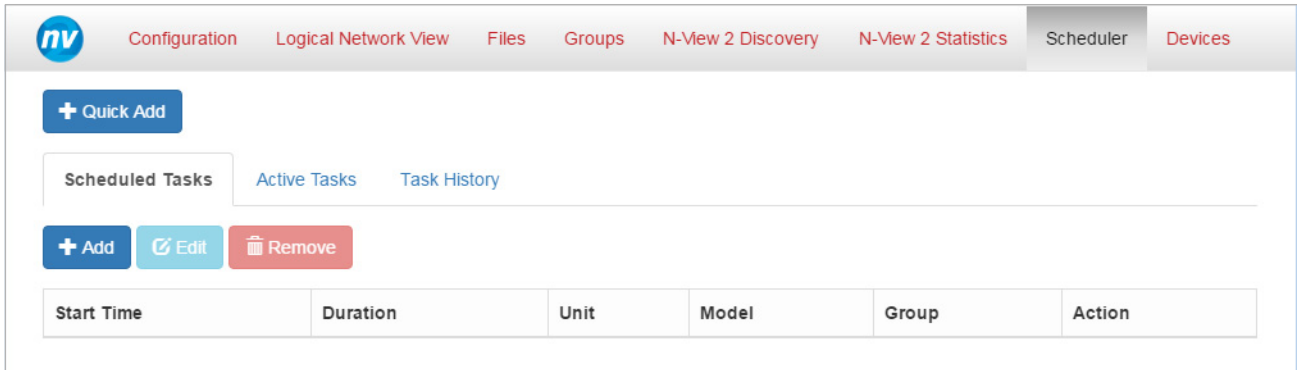 nv Configuration Logical Network View Files Groups N-View 2 Discovery N-View 2 Statistics Scheduler Devices
Quick Add
Scheduled Tasks Active Tasks Task History
Add Edit Remove
Start Time Duration Unit Model Group Action